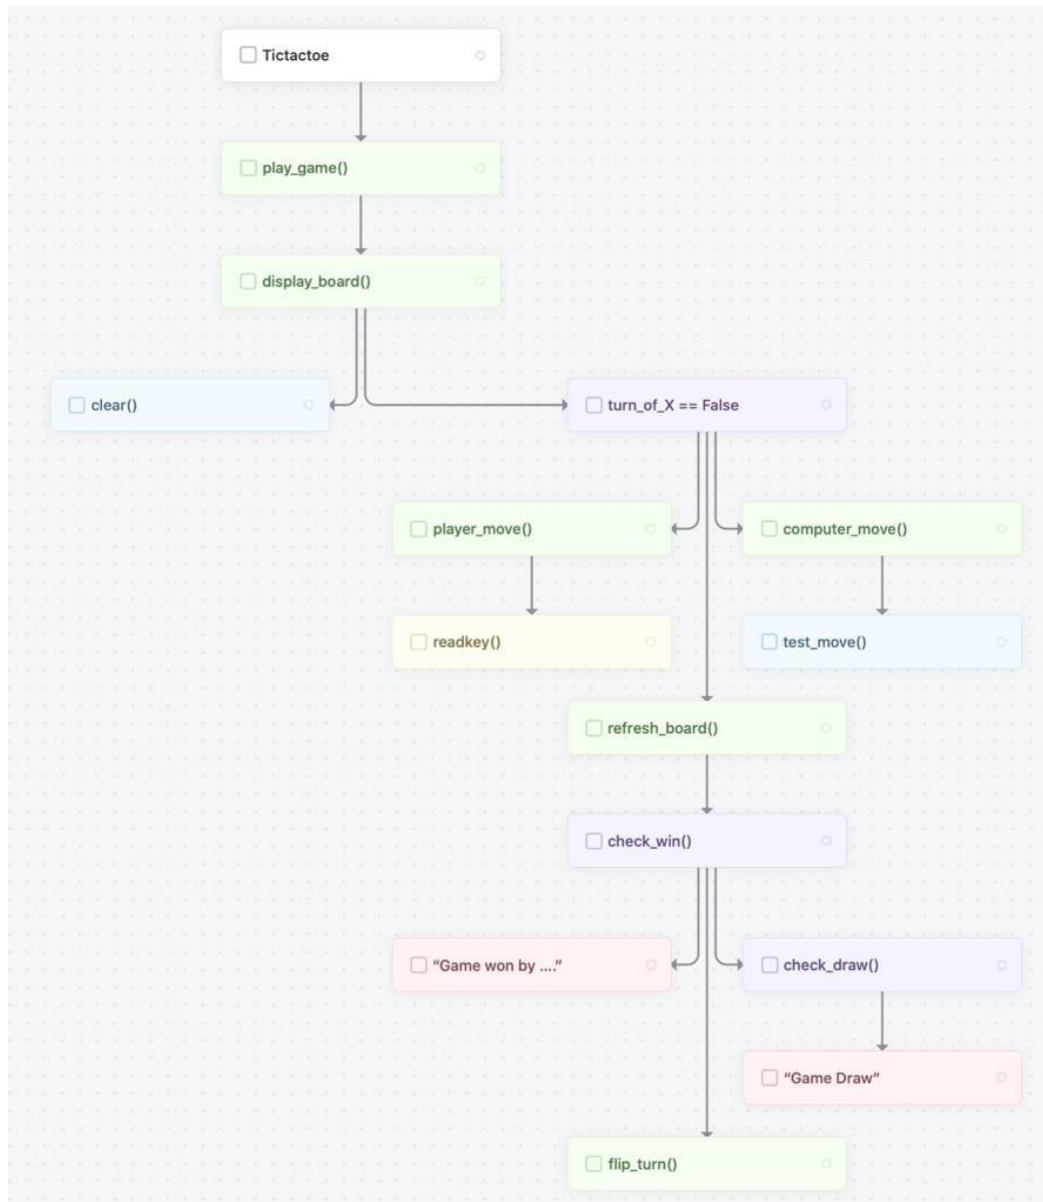 Tictactoe
play_game()
display_board()
clear()
turn_of_X == False
player_move()
computer_move()
readkey()
test_move()
refresh_board()
check_win()
“Game won by ....”
check_draw()
“Game Draw”
flip_turn()